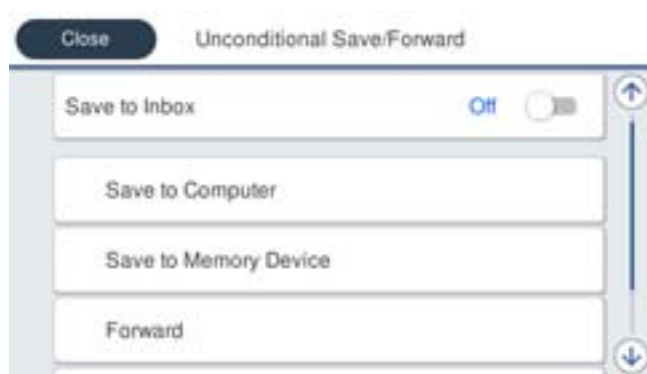 Close Unconditional Save/Forward
Save to Inbox Off
Save to Computer
Save to Memory Device
Forward